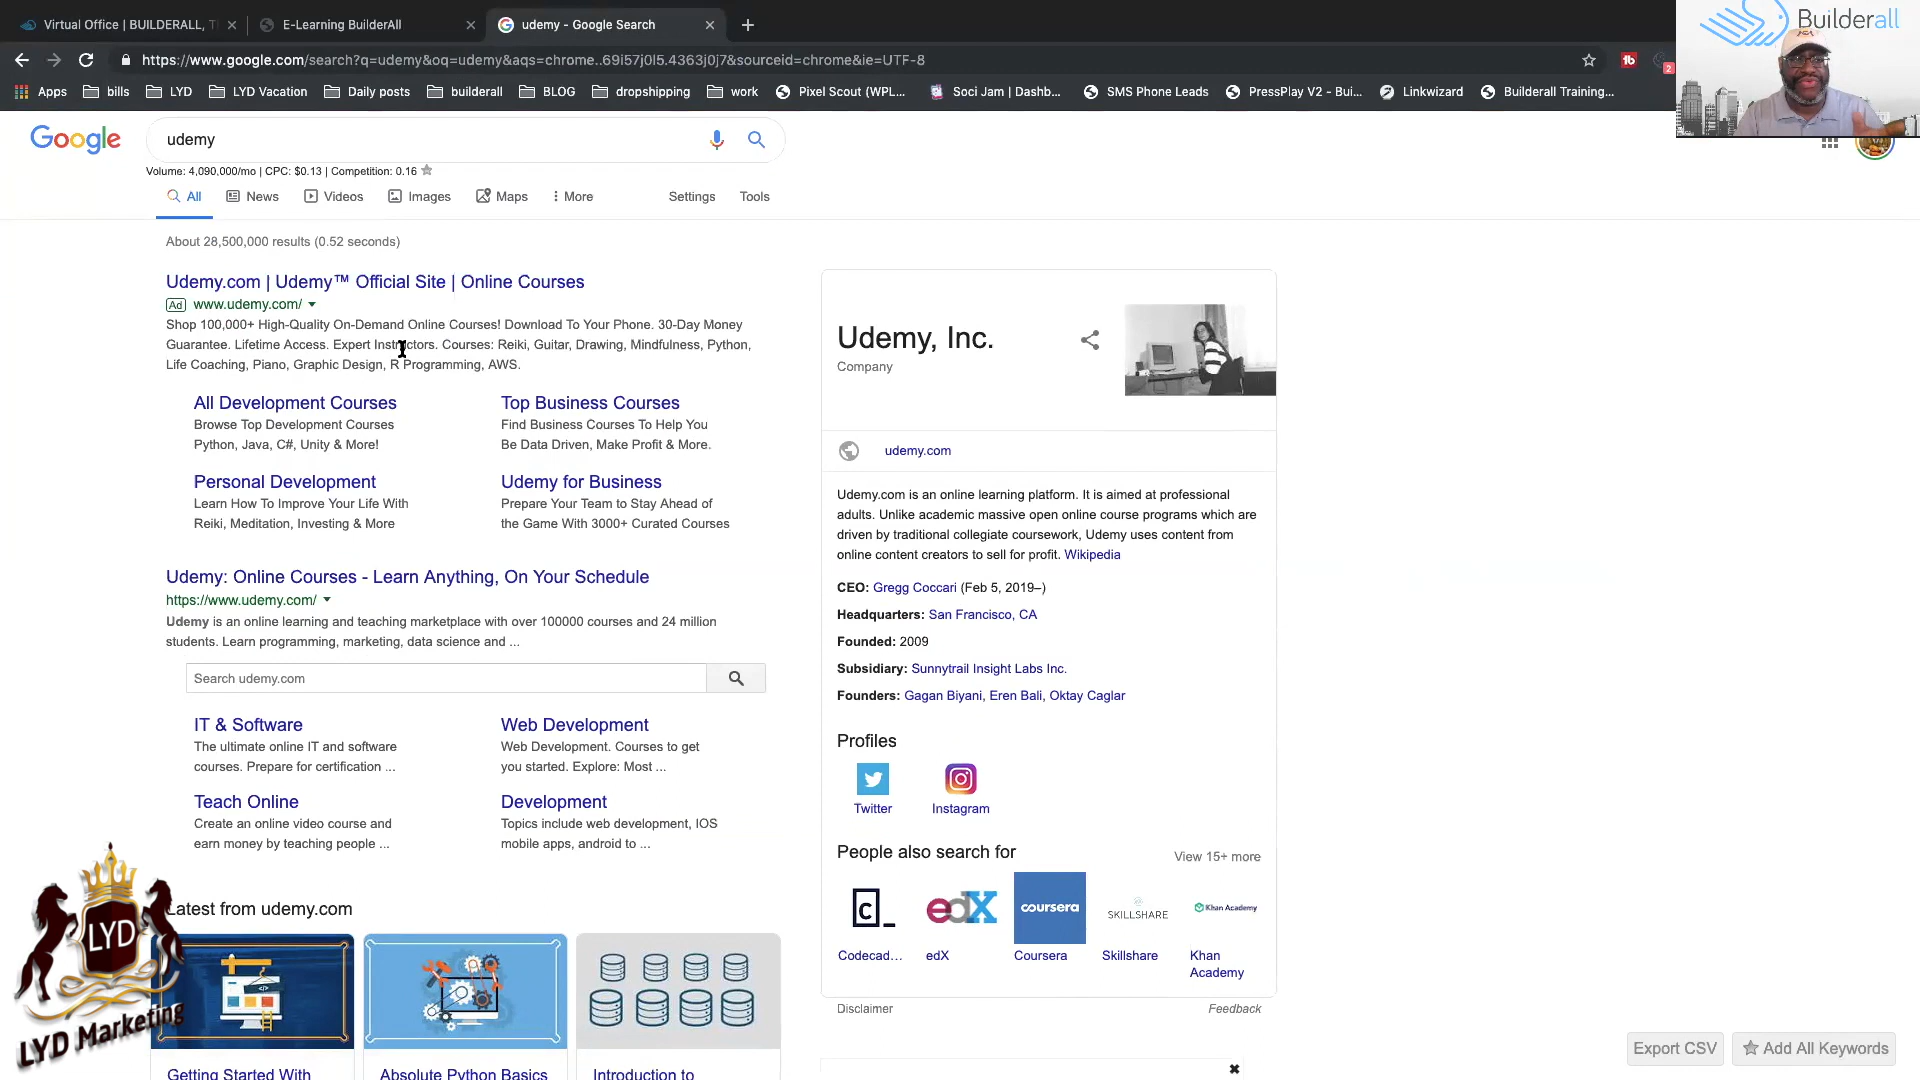 Virtual Office | BUILDERALL, T
E-Learning BuilderAll
udemy - Google Search
https://www.google.com/search?q=udemy&oq=udemy&aqs=chrome..69i57j0l5.4363j0j7&sourceid=chrome&ie=UTF-8
2
Apps
bills
LYD
LYD Vacation
Daily posts
builderall
BLOG
dropshipping
work
Pixel Scout (WPL...
Soci Jam | Dashb...
SMS Phone Leads
PressPlay V2 - Bui...
Linkwizard
Builderall Training...
Builderall
Google
udemy
Volume: 4,090,000/mo | CPC: $0.13 | Competition: 0.16
All
News
Videos
Images
Maps
More
Settings
Tools
About 28,500,000 results (0.52 seconds)
Udemy.com | Udemy™ Official Site | Online Courses
Ad www.udemy.com/
Shop 100,000+ High-Quality On-Demand Online Courses! Download To Your Phone. 30-Day Money
Guarantee. Lifetime Access. Expert Instructors. Courses: Reiki, Guitar, Drawing, Mindfulness, Python,
Life Coaching, Piano, Graphic Design, R Programming, AWS.
All Development Courses
Browse Top Development Courses
Python, Java, C#, Unity & More!
Top Business Courses
Find Business Courses To Help You
Be Data Driven, Make Profit & More.
Personal Development
Learn How To Improve Your Life With
Reiki, Meditation, Investing & More
Udemy for Business
Prepare Your Team to Stay Ahead of
the Game With 3000+ Curated Courses
Udemy: Online Courses - Learn Anything, On Your Schedule
https://www.udemy.com/
Udemy is an online learning and teaching marketplace with over 100000 courses and 24 million
students. Learn programming, marketing, data science and ...
Search udemy.com
IT & Software
The ultimate online IT and software
courses. Prepare for certification ...
Web Development
Web Development. Courses to get
you started. Explore: Most ...
Teach Online
Create an online video course and
earn money by teaching people ...
Development
Topics include web development, IOS
mobile apps, android to ...
Latest from udemy.com
Getting Started With
Absolute Python Basics
Introduction to
LYD
LYD Marketing
Udemy, Inc.
Company
udemy.com
Udemy.com is an online learning platform. It is aimed at professional
adults. Unlike academic massive open online course programs which are
driven by traditional collegiate coursework, Udemy uses content from
online content creators to sell for profit. Wikipedia
CEO: Gregg Coccari (Feb 5, 2019–)
Headquarters: San Francisco, CA
Founded: 2009
Subsidiary: Sunnytrail Insight Labs Inc.
Founders: Gagan Biyani, Eren Bali, Oktay Caglar
Profiles
Twitter
Instagram
People also search for
View 15+ more
c_
edX
coursera
SKILLSHARE
Khan Academy
Codecad...
edX
Coursera
Skillshare
Khan
Academy
Disclaimer
Feedback
Export CSV
Add All Keywords